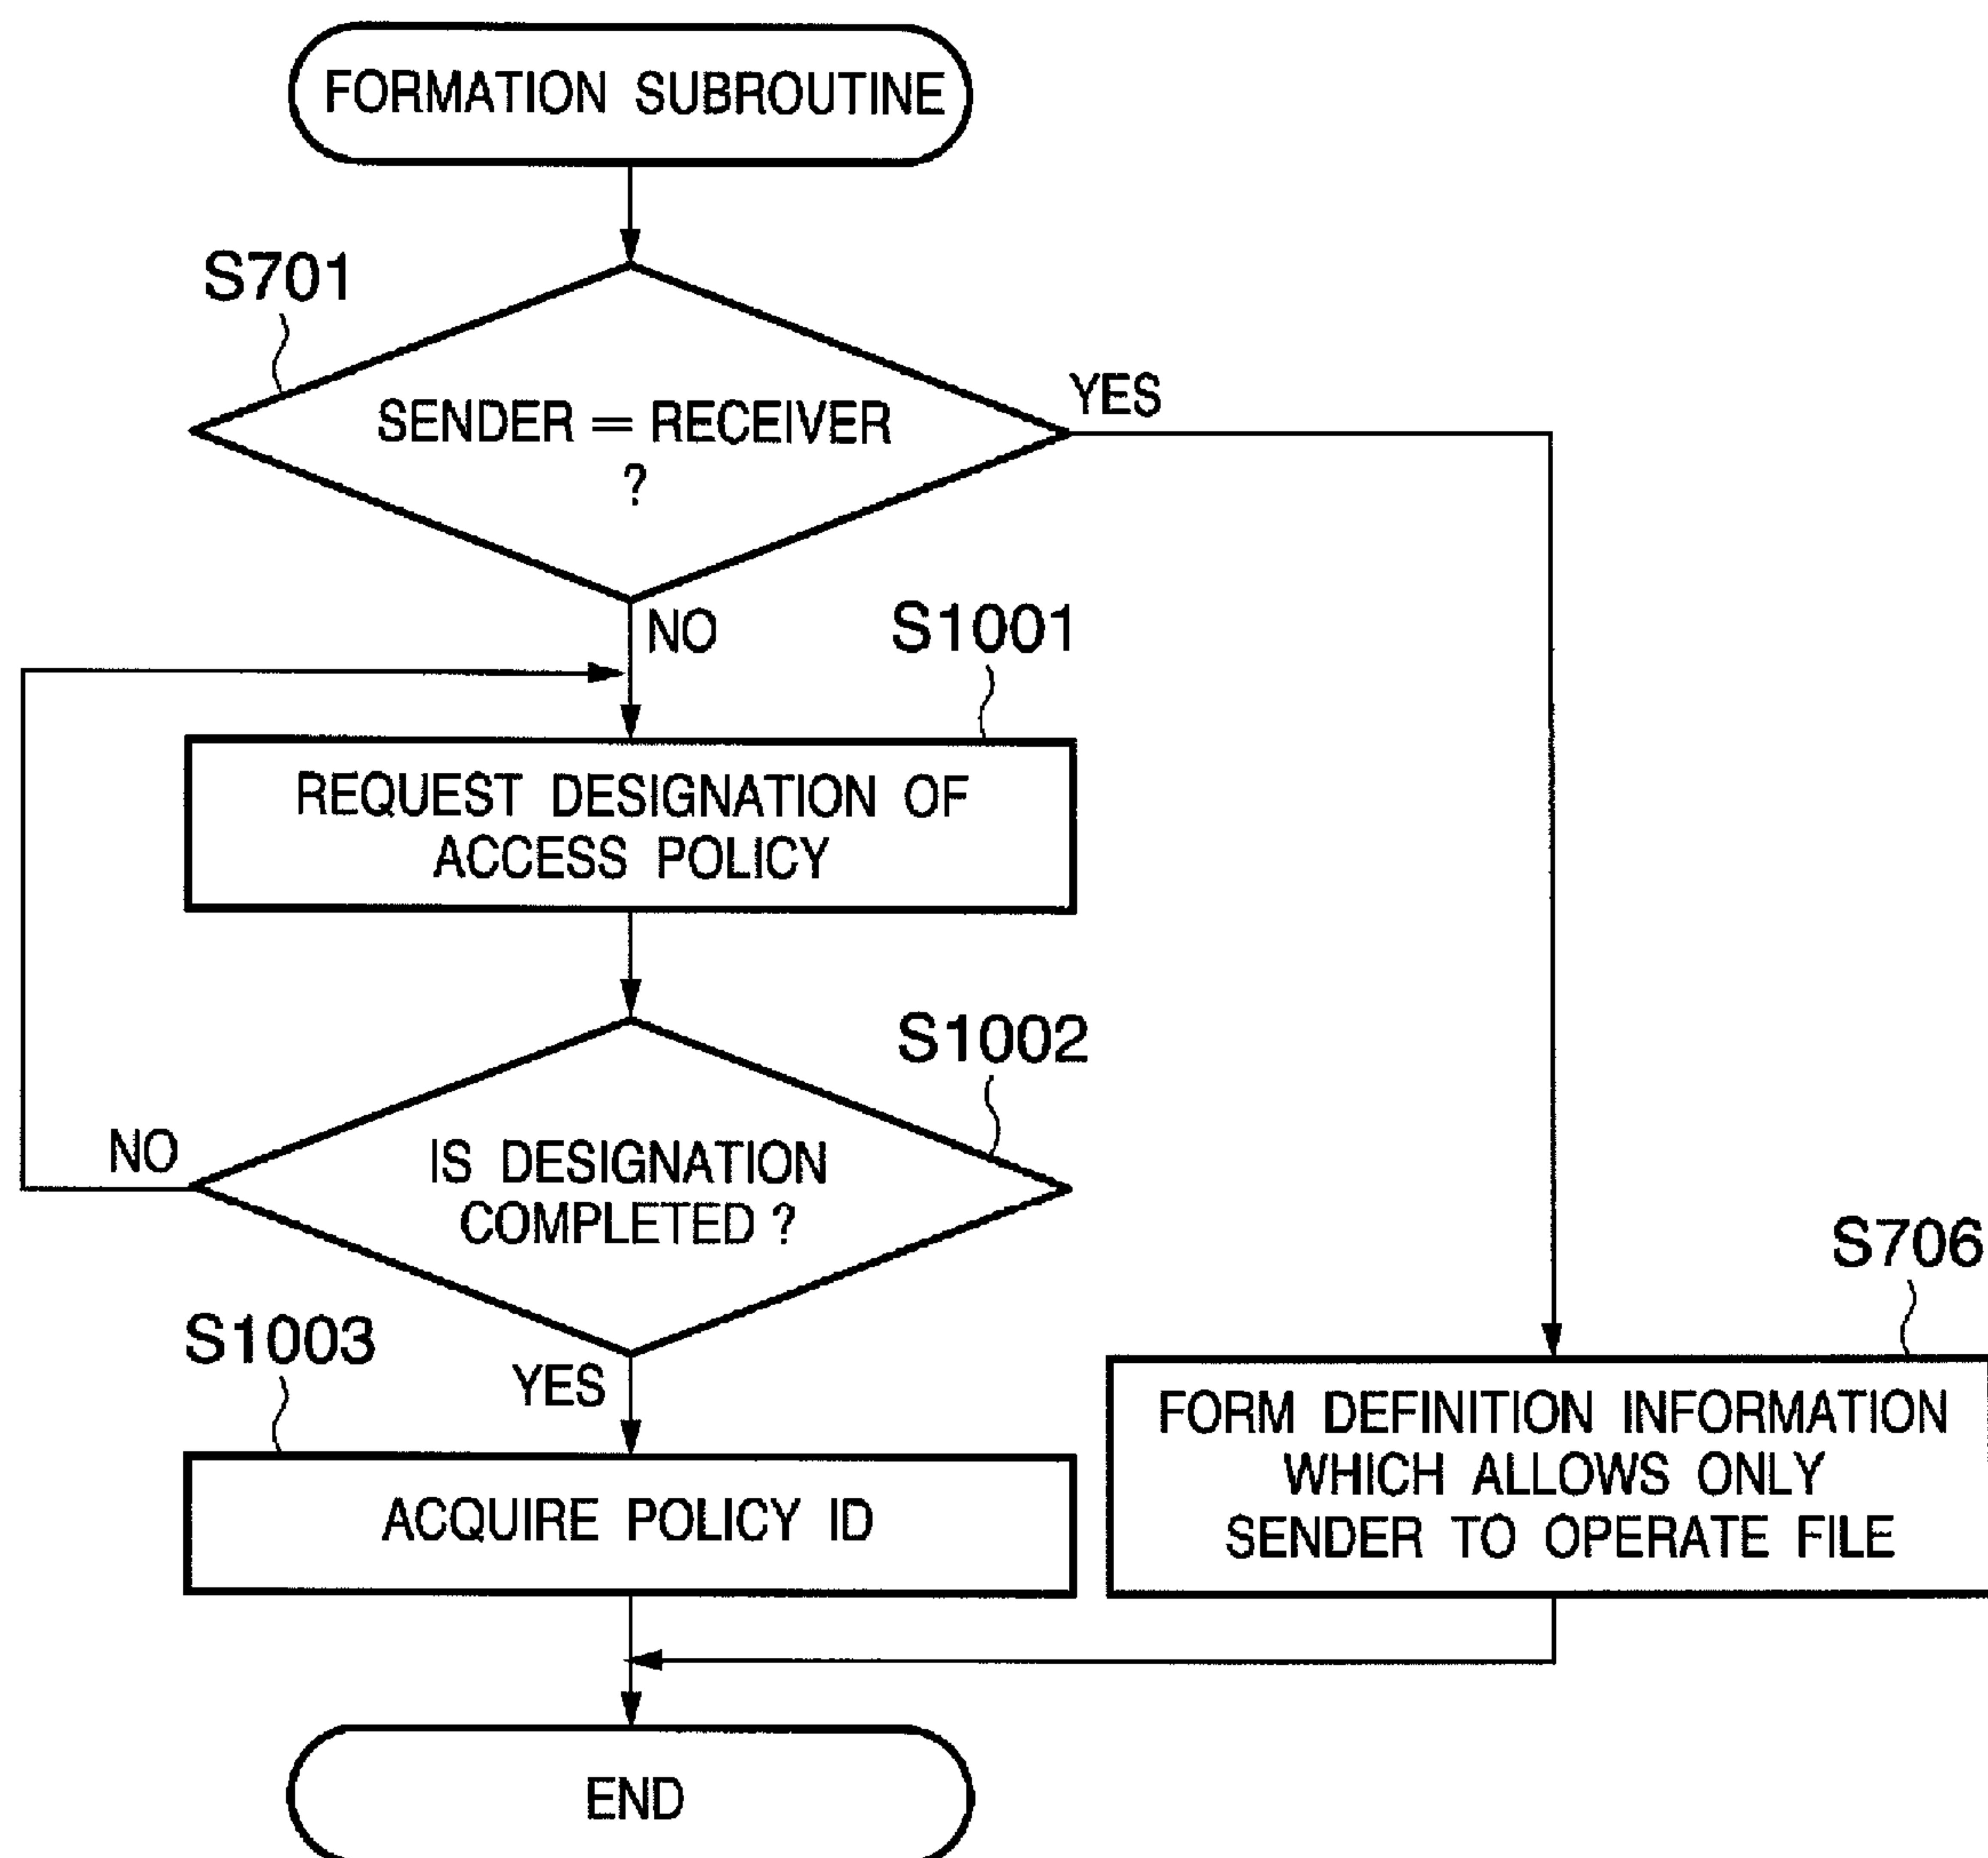 FORMATION SUBROUTINE
S701
SENDER = RECEIVER
?
YES
NO
S1001
REQUEST DESIGNATION OF
ACCESS POLICY
S1002
IS DESIGNATION
COMPLETED ?
NO
YES
S1003
ACQUIRE POLICY ID
S706
FORM DEFINITION INFORMATION
WHICH ALLOWS ONLY
SENDER TO OPERATE FILE
END